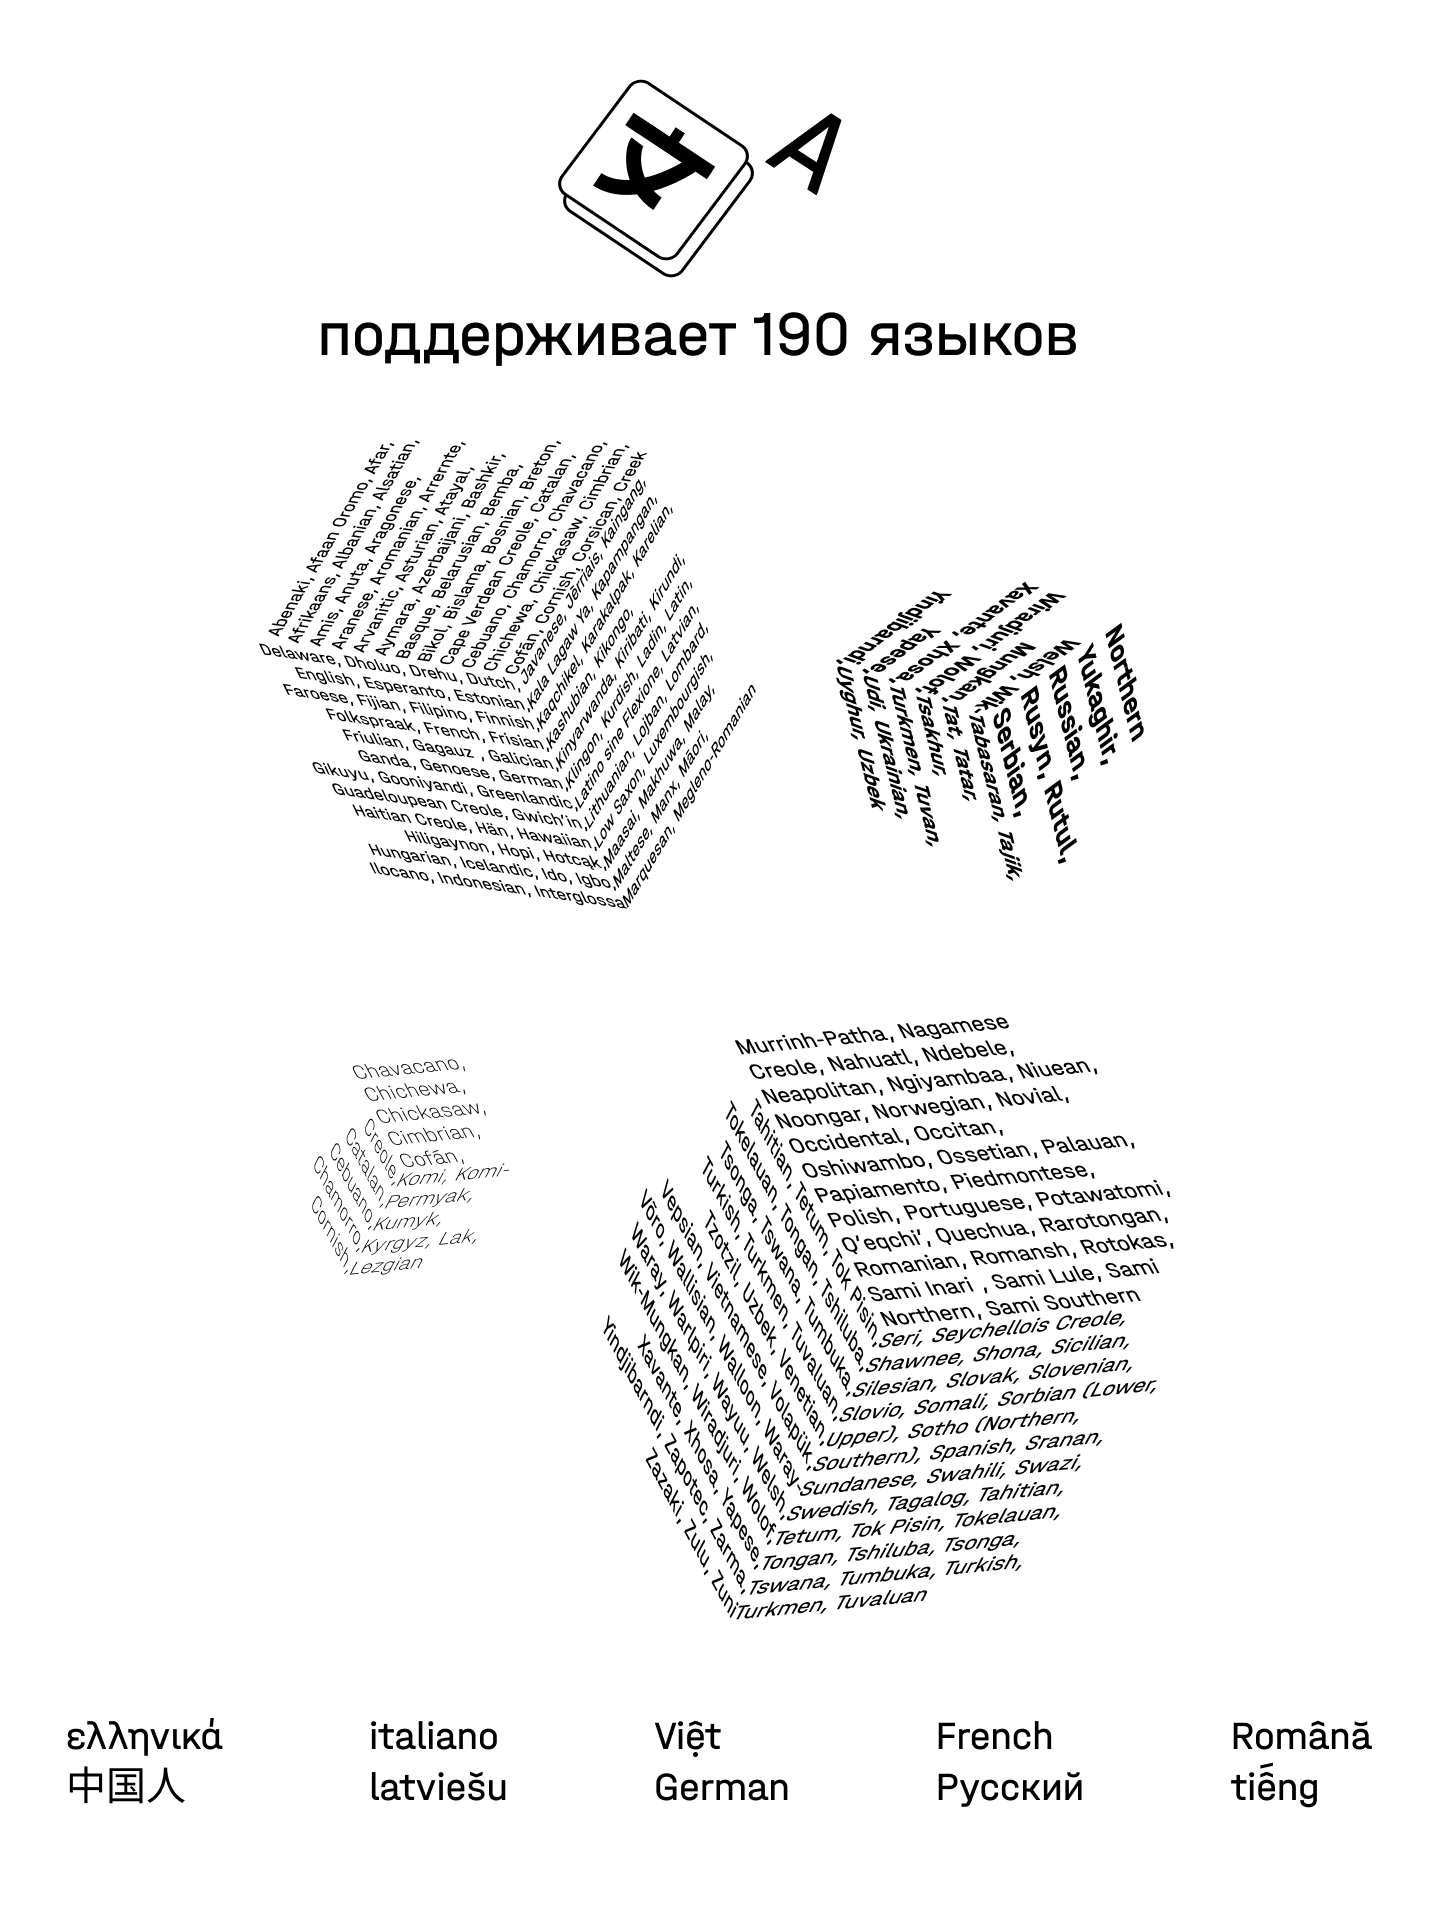 文 A
поддерживает 190 языков
Abenaki, Afaan Oromo, Afar,
Afrikaans, Albanian, Alsatian,
Amis, Anuta, Aragonese,
Aranese, Aromanian, Arrernte,
Arvanitic, Asturian, Atayal,
Aymara, Azerbaijani, Bashkir,
Basque, Belarusian, Bemba,
Bikol, Bislama, Bosnian, Breton,
Cape Verdean Creole, Catalan,
Cebuano, Chamorro, Chavacano,
Chichewa, Chickasaw, Cimbrian,
Cofán, Cornish, Corsican, Creek
Delaware, Dholuo, Drehu, Dutch,
English, Esperanto, Estonian,
Faroese, Fijian, Filipino, Finnish,
Folkspraak, French, Frisian,
Friulian, Gagauz , Galician,
Ganda, Genoese, German,
Gikuyu, Gooniyandi, Greenlandic,
Guadeloupean Creole, Gwich’in,
Haitian Creole, Hän, Hawaiian,
Hiligaynon, Hopi, Hotcąk,
Hungarian, Icelandic, Ido, Igbo,
Ilocano, Indonesian, Interglossa
Javanese, Jèrriais, Kaingang,
Kala Lagaw Ya, Kapampangan,
Kaqchikel, Karakalpak, Karelian,
Kashubian, Kikongo,
Kinyarwanda, Kiribati, Kirundi,
Klingon, Kurdish, Ladin, Latin,
Latino sine Flexione, Latvian,
Lithuanian, Lojban, Lombard,
Low Saxon, Luxembourgish,
Maasai, Makhuwa, Malay,
Maltese, Manx, Māori,
Marquesan, Megleno-Romanian
Northern
Yukaghir,
Russian,
Rusyn, Rutul,
Serbian,
Tabasaran, Tajik,
Tat, Tatar,
Tsakhur,
Turkmen, Tuvan,
Udi, Ukrainian,
Uyghur, Uzbek
Welsh, Wik
Mungkan,
Wiradjuri, Wolof,
Xavante, Xhosa,
Yapese,
Yindjibarndi,
Chavacano,
Chichewa,
Chickasaw,
Cimbrian,
Cofán,
Creole,
Catalan,
Cebuano,
Chamorro,
Cornish,
Komi, Komi-
Permyak,
Kumyk,
Kyrgyz, Lak,
Lezgian
Murrinh-Patha, Nagamese
Creole, Nahuatl, Ndebele,
Neapolitan, Ngiyambaa, Niuean,
Noongar, Norwegian, Novial,
Occidental, Occitan,
Oshiwambo, Ossetian, Palauan,
Papiamento, Piedmontese,
Polish, Portuguese, Potawatomi,
Q’eqchi’, Quechua, Rarotongan,
Romanian, Romansh, Rotokas,
Sami Inari , Sami Lule, Sami
Northern, Sami Southern
Tahitian, Tetum, Tok Pisin,
Tokelauan, Tongan, Tshiluba,
Tsonga, Tswana, Tumbuka,
Turkish, Turkmen, Tuvaluan,
Tzotzil, Uzbek, Venetian,
Vepsian, Vietnamese, Volapük,
Võro, Wallisian, Walloon, Waray,
Waray, Warlpiri, Wayuu, Welsh,
Wik-Mungkan, Wiradjuri, Wolof,
Xavante, Xhosa, Yapese,
Yindjibarndi, Zapotec, Zarma,
Zazaki, Zulu, Zuni
Seri, Seychellois Creole,
Shawnee, Shona, Sicilian,
Silesian, Slovak, Slovenian,
Slovio, Somali, Sorbian (Lower,
Upper), Sotho (Northern,
Southern), Spanish, Sranan,
Sundanese, Swahili, Swazi,
Swedish, Tagalog, Tahitian,
Tetum, Tok Pisin, Tokelauan,
Tongan, Tshiluba, Tsonga,
Tswana, Tumbuka, Turkish,
Turkmen, Tuvaluan
ελληνικά
中国人
italiano
latviešu
Việt
German
French
Русский
Română
tiếng